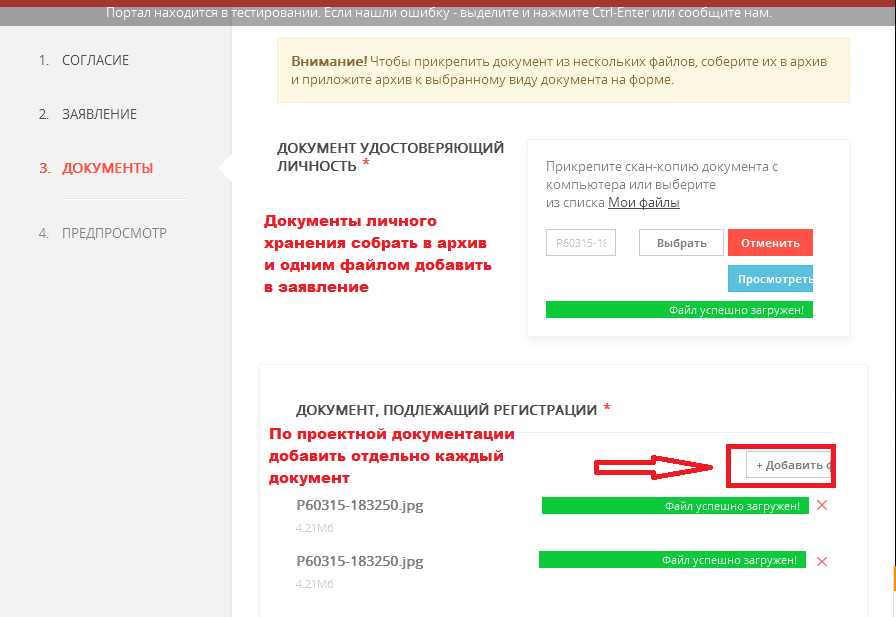 Портал находится в тестировании. Если нашли ошибку - выделите и нажмите Ctrl-Enter или сообщите нам.
1. СОГЛАСИЕ
2. ЗАЯВЛЕНИЕ
3. ДОКУМЕНТЫ
4. ПРЕДПРОСМОТР
Внимание! Чтобы прикрепить документ из нескольких файлов, соберите их в архив
и приложите архив к выбранному виду документа на форме.
ДОКУМЕНТ УДОСТОВЕРЯЮЩИЙ
ЛИЧНОСТЬ *
Документы личного
хранения собрать в архив
и одним файлом добавить
в заявление
Прикрепите скан-копию документа с
компьютера или выберите
из списка Мои файлы
P60315-18
Выбрать
Отменить
Просмотреть
Файл успешно загружен!
ДОКУМЕНТ, ПОДЛЕЖАЩИЙ РЕГИСТРАЦИИ *
По проектной документации
добавить отдельно каждый
документ
+ Добавить ф
P60315-183250.jpg
Файл успешно загружен!
4.21Мб
P60315-183250.jpg
Файл успешно загружен!
4.21Мб